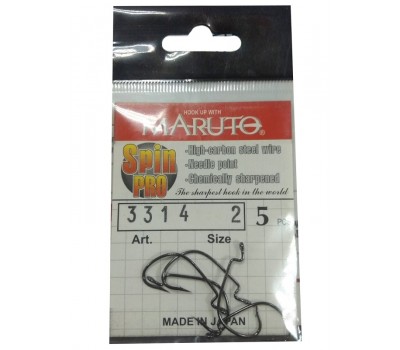 HOOK UP WITH
MARUTO®
Spin
PRO
-High-carbon steel wire
-Needle point
-Chemically sharpened
The sharpest hook in the world
3314 2 5 PC
Art. Size
MADE IN JAPAN